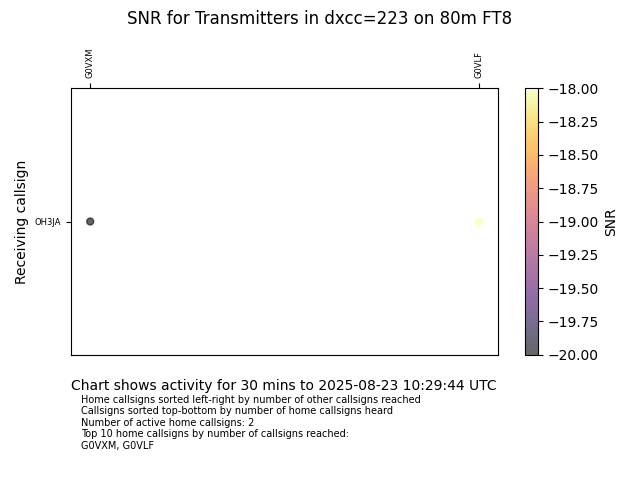 SNR for Transmitters in dxcc=223 on 80m FT8
G0VXM
G0VLF
Receiving callsign
OH3JA
−18.00
−18.25
−18.50
−18.75
−19.00
−19.25
−19.50
−19.75
−20.00
SNR
Chart shows activity for 30 mins to 2025-08-23 10:29:44 UTC
Home callsigns sorted left-right by number of other callsigns reached
Callsigns sorted top-bottom by number of home callsigns heard
Number of active home callsigns: 2
Top 10 home callsigns by number of callsigns reached:
G0VXM, G0VLF